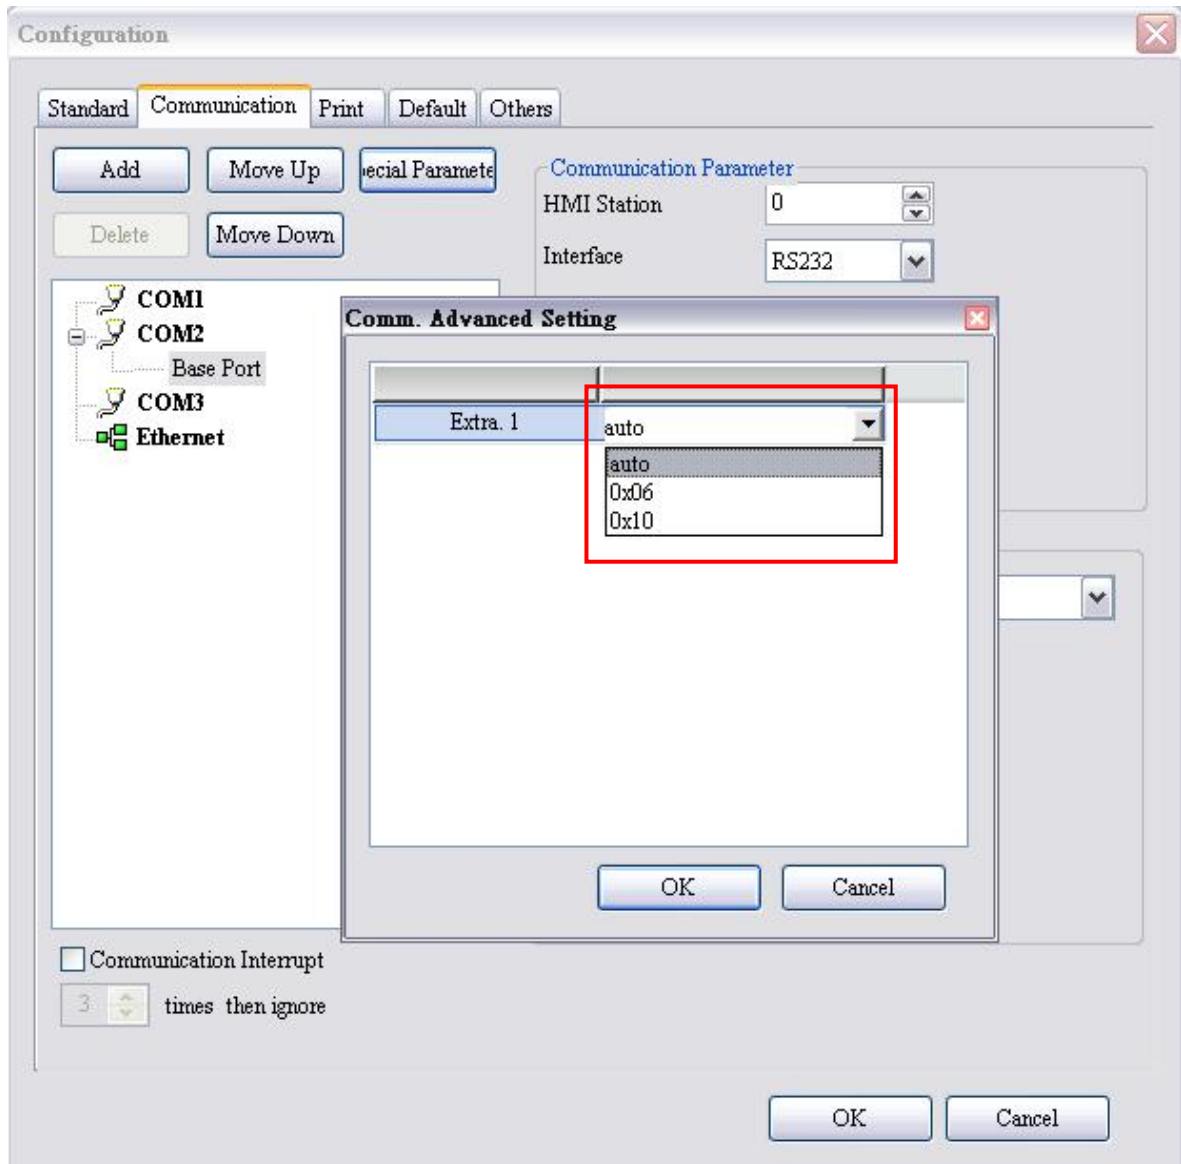 Configuration
Standard Communication Print Default Others
Add Move Up ecial Paramete
Delete Move Down
Communication Parameter
HMI Station 0
Interface RS232
COM1
COM2
Base Port
COM3
Ethernet
Comm. Advanced Setting
Extra. 1 auto
auto
0x06
0x10
OK Cancel
Communication Interrupt
3 times then ignore
OK Cancel